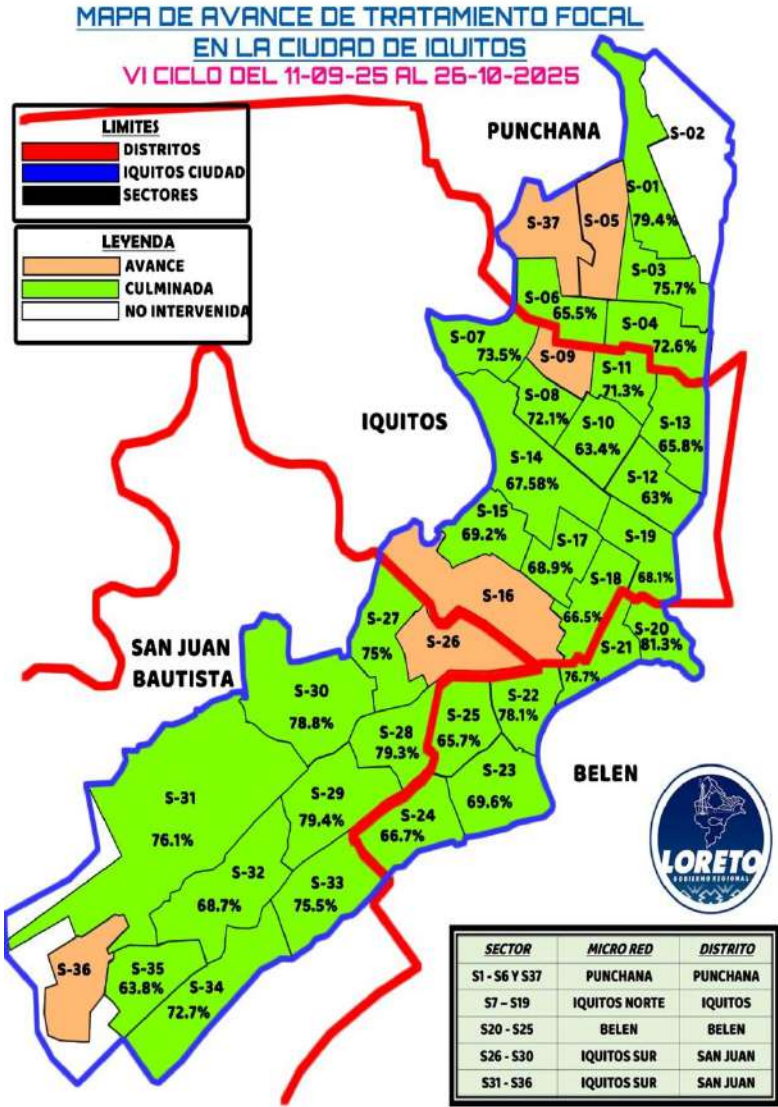 MAPA DE AVANCE DE TRATAMIENTO FOCAL
EN LA CIUDAD DE IQUITOS
VI CICLO DEL 11-09-25 AL 26-10-2025
LIMITES
DISTRITOS
IQUITOS CIUDAD
SECTORES
LEYENDA
AVANCE
CULMINADA
NO INTERVENIDA
PUNCHANA
S-02
S-01
79.4%
S-37
S-05
S-03
75.7%
S-06
65.5%
S-04
72.6%
S-07
73.5%
S-09
S-11
71.3%
S-08
72.1%
IQUITOS
S-10
63.4%
S-13
65.8%
S-14
67.58%
S-12
63%
S-15
69.2%
S-17
68.9%
S-19
68.1%
S-18
66.5%
S-16
S-27
75%
S-26
S-20
81.3%
S-21
76.7%
SAN JUAN
BAUTISTA
S-30
78.8%
S-22
78.1%
S-25
65.7%
S-28
79.3%
BELEN
S-23
69.6%
S-31
76.1%
S-29
79.4%
S-24
66.7%
S-32
68.7%
S-33
75.5%
S-36
S-35
63.8%
S-34
72.7%
LORETO
GOBIERNO REGIONAL
SECTOR MICRO RED DISTRITO
S1 - S6 Y S37 PUNCHANA PUNCHANA
S7 – S19 IQUITOS NORTE IQUITOS
S20 - S25 BELEN BELEN
S26 - S30 IQUITOS SUR SAN JUAN
S31 - S36 IQUITOS SUR SAN JUAN